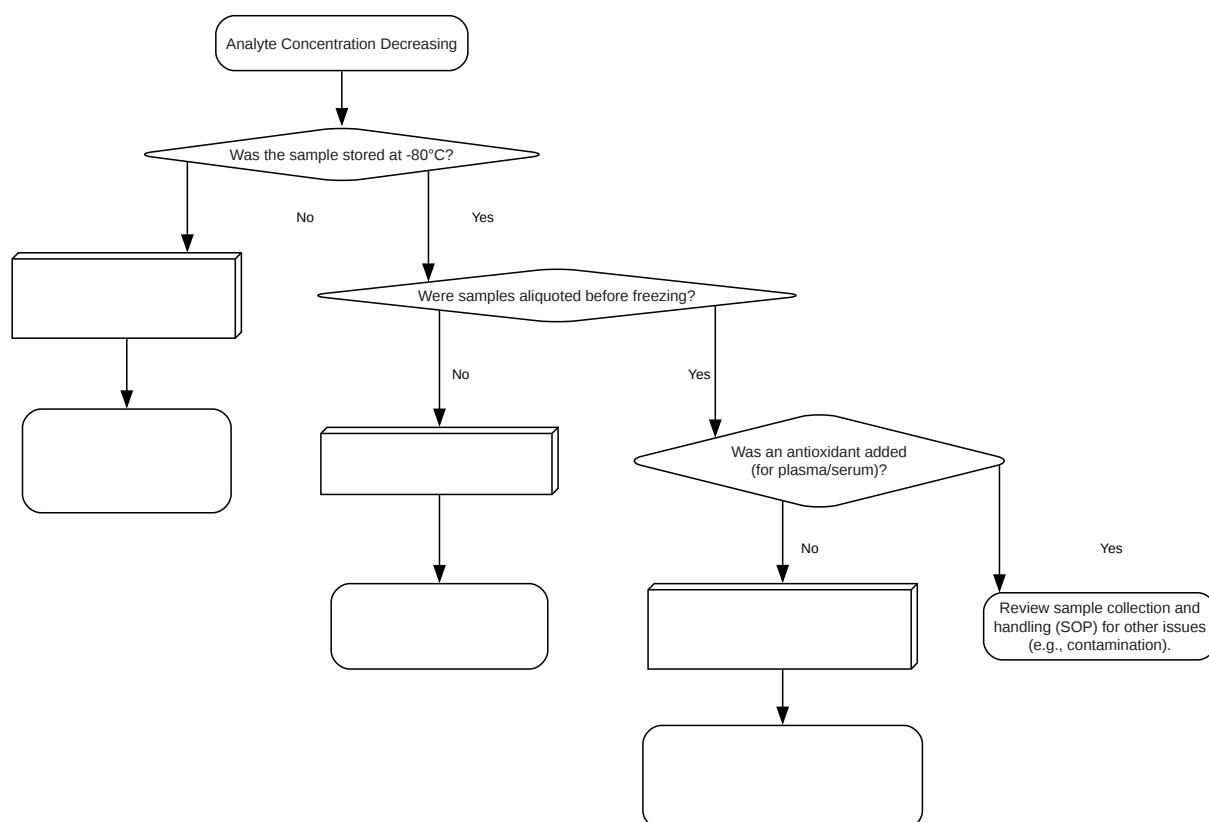 Analyte Concentration Decreasing
Was the sample stored at -80°C?
No
Yes
Were samples aliquoted before freezing?
No
Yes
Was an antioxidant added
(for plasma/serum)?
No
Yes
Review sample collection and
handling (SOP) for other issues
(e.g., contamination).